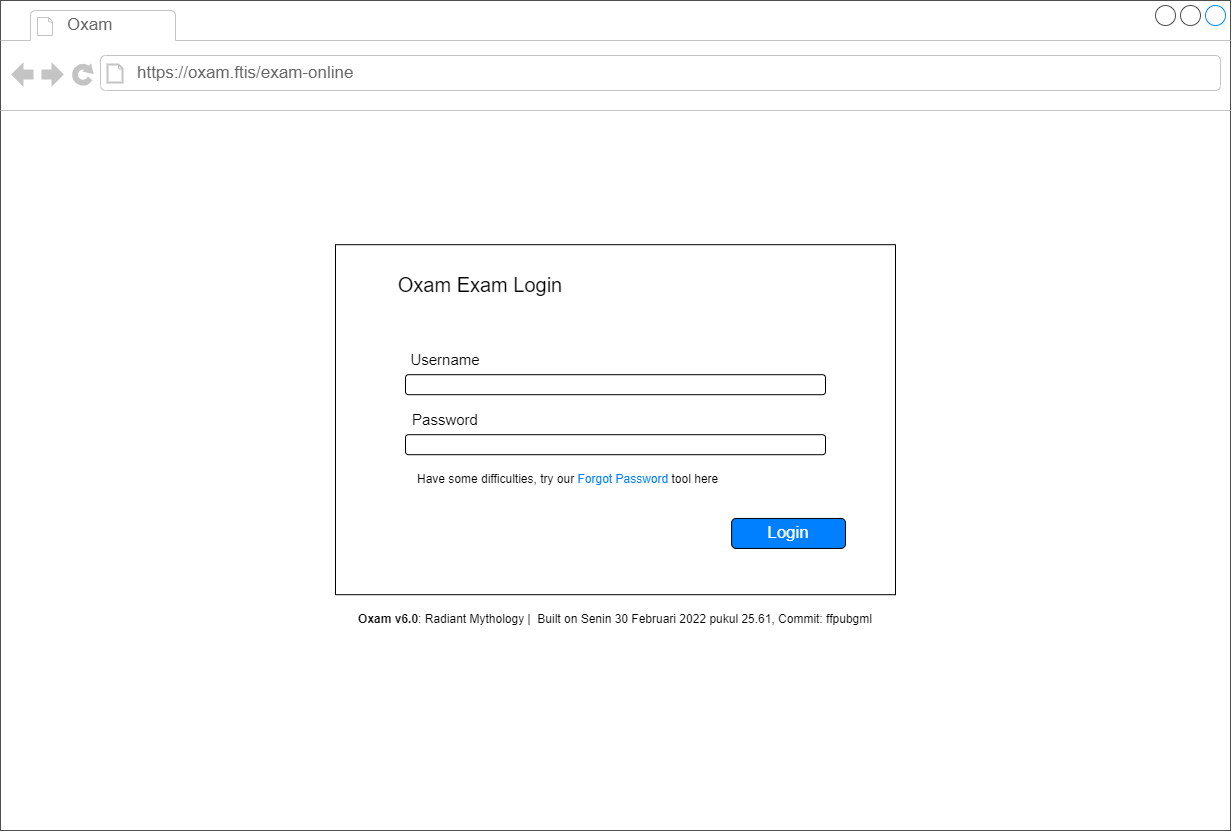 Oxam
https://oxam.ftis/exam-online
Oxam Exam Login
Username
Password
Have some difficulties, try our Forgot Password tool here
Login
Oxam v6.0: Radiant Mythology | Built on Senin 30 Februari 2022 pukul 25.61, Commit: ffpubgml